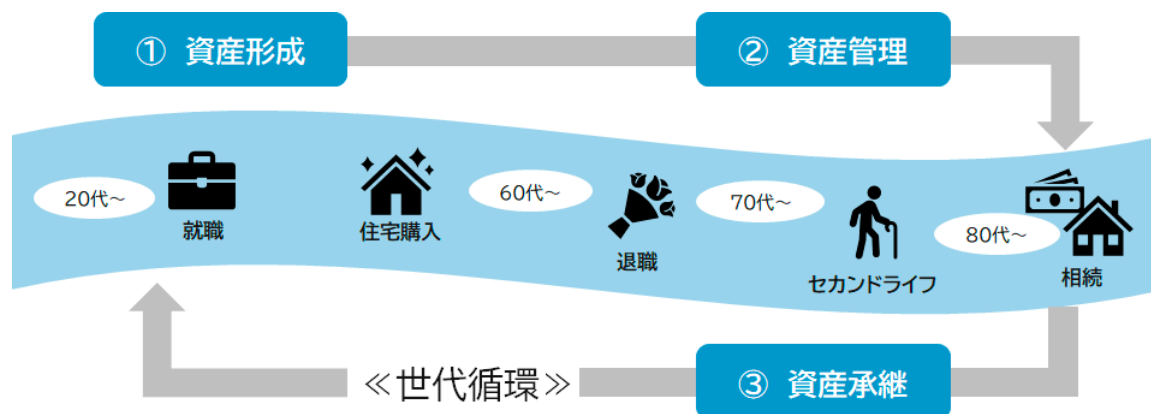 ① 資産形成
② 資産管理
20代～
就職
住宅購入
60代～
退職
70代～
セカンドライフ
80代～
相続
≪世代循環≫
③ 資産承継